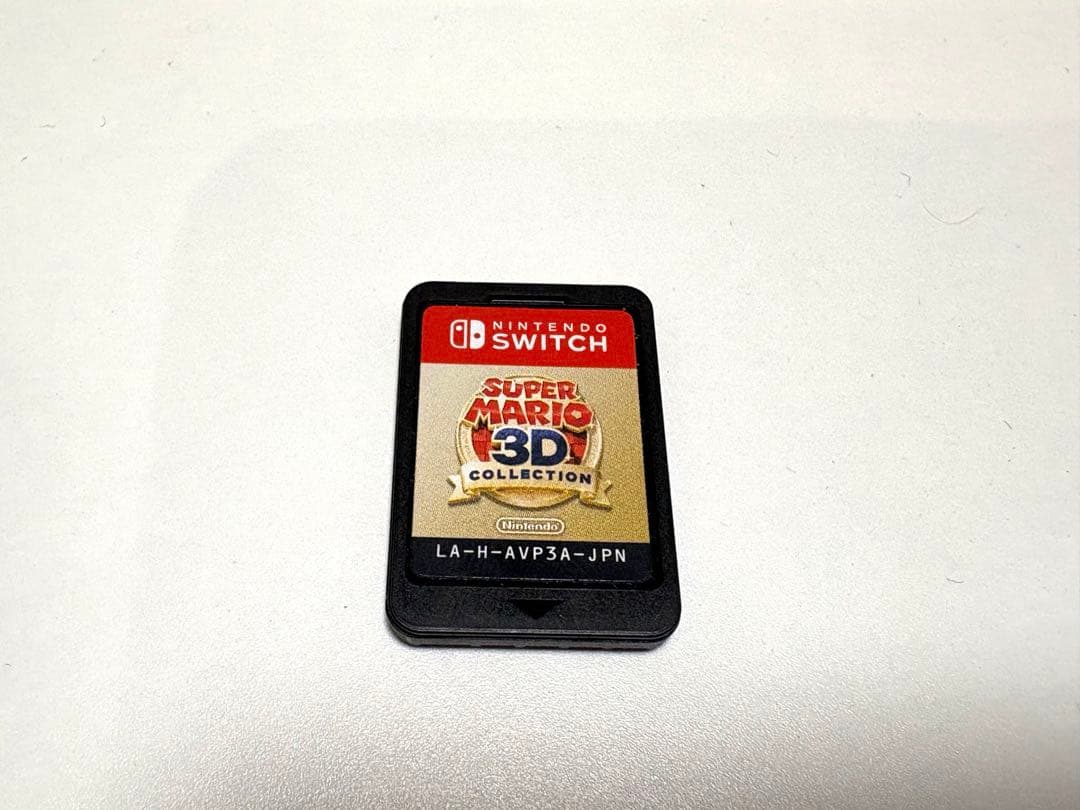 NINTENDO
SWITCH
SUPER
MARIO
3D
COLLECTION
Nintendo
LA-H-AVP3A-JPN